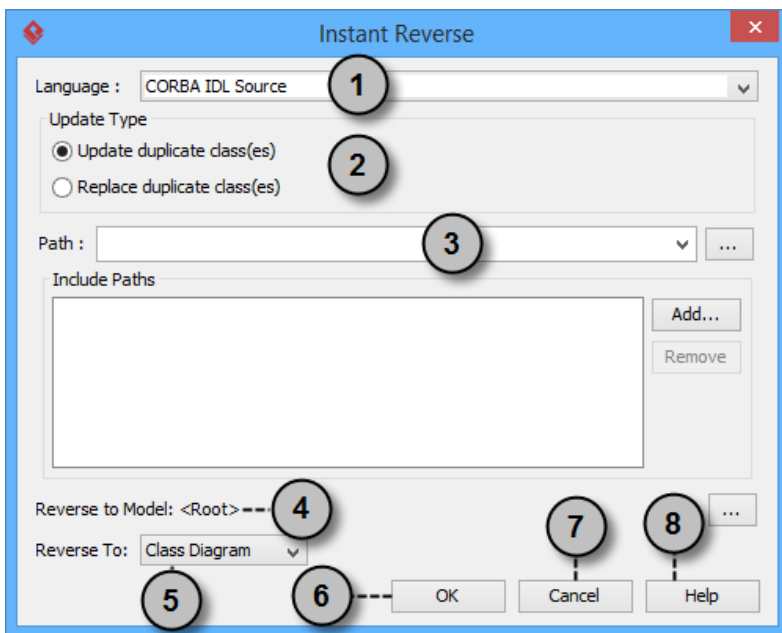 Instant Reverse
Language : CORBA IDL Source 1
Update Type
Update duplicate class(es)
2
Replace duplicate class(es)
Path : 3 ...
Include Paths
Add...
Remove
Reverse to Model: <Root> 4 ...
Reverse To: Class Diagram
7 8
5 6 OK Cancel Help